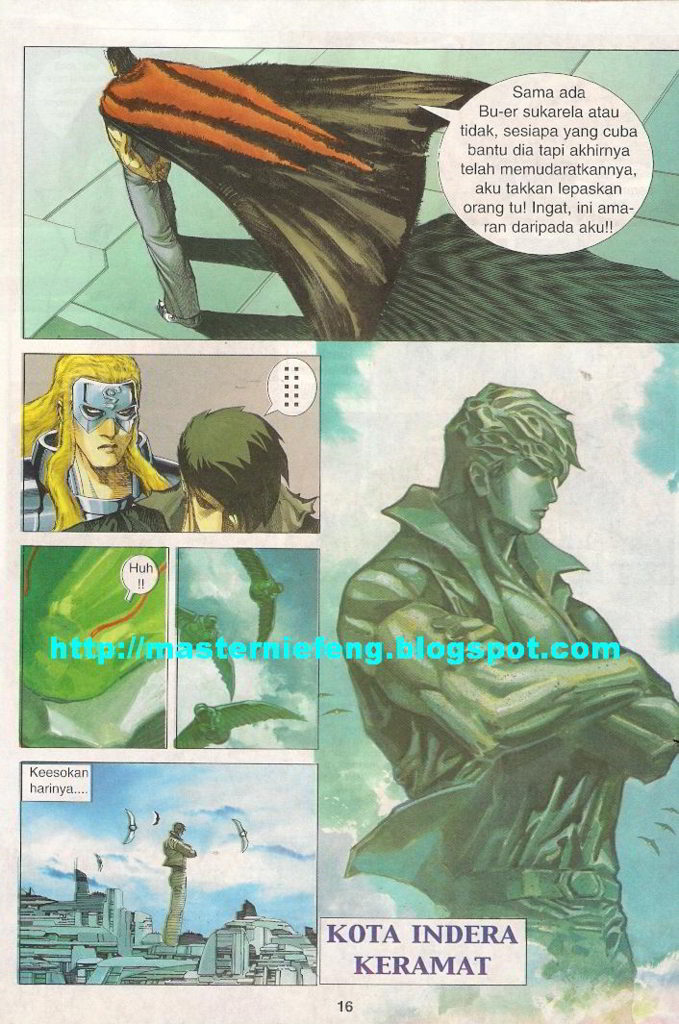 Sama ada
Bu-er sukarela atau
tidak, sesiapa yang cuba
bantu dia tapi akhirnya
telah memudaratkannya,
aku takkan lepaskan
orang tu! Ingat, ini ama-
ran daripada aku!!
Huh
!!
http://masterniefeng.blogspot.com
Keesokan
harinya....
KOTA INDERA
KERAMAT
16